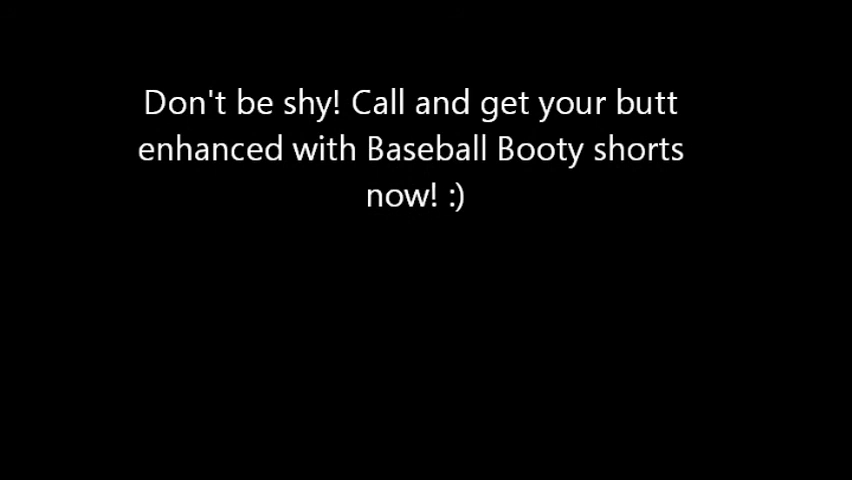 Don't be shy! Call and get your butt
enhanced with Baseball Booty shorts
now! :)